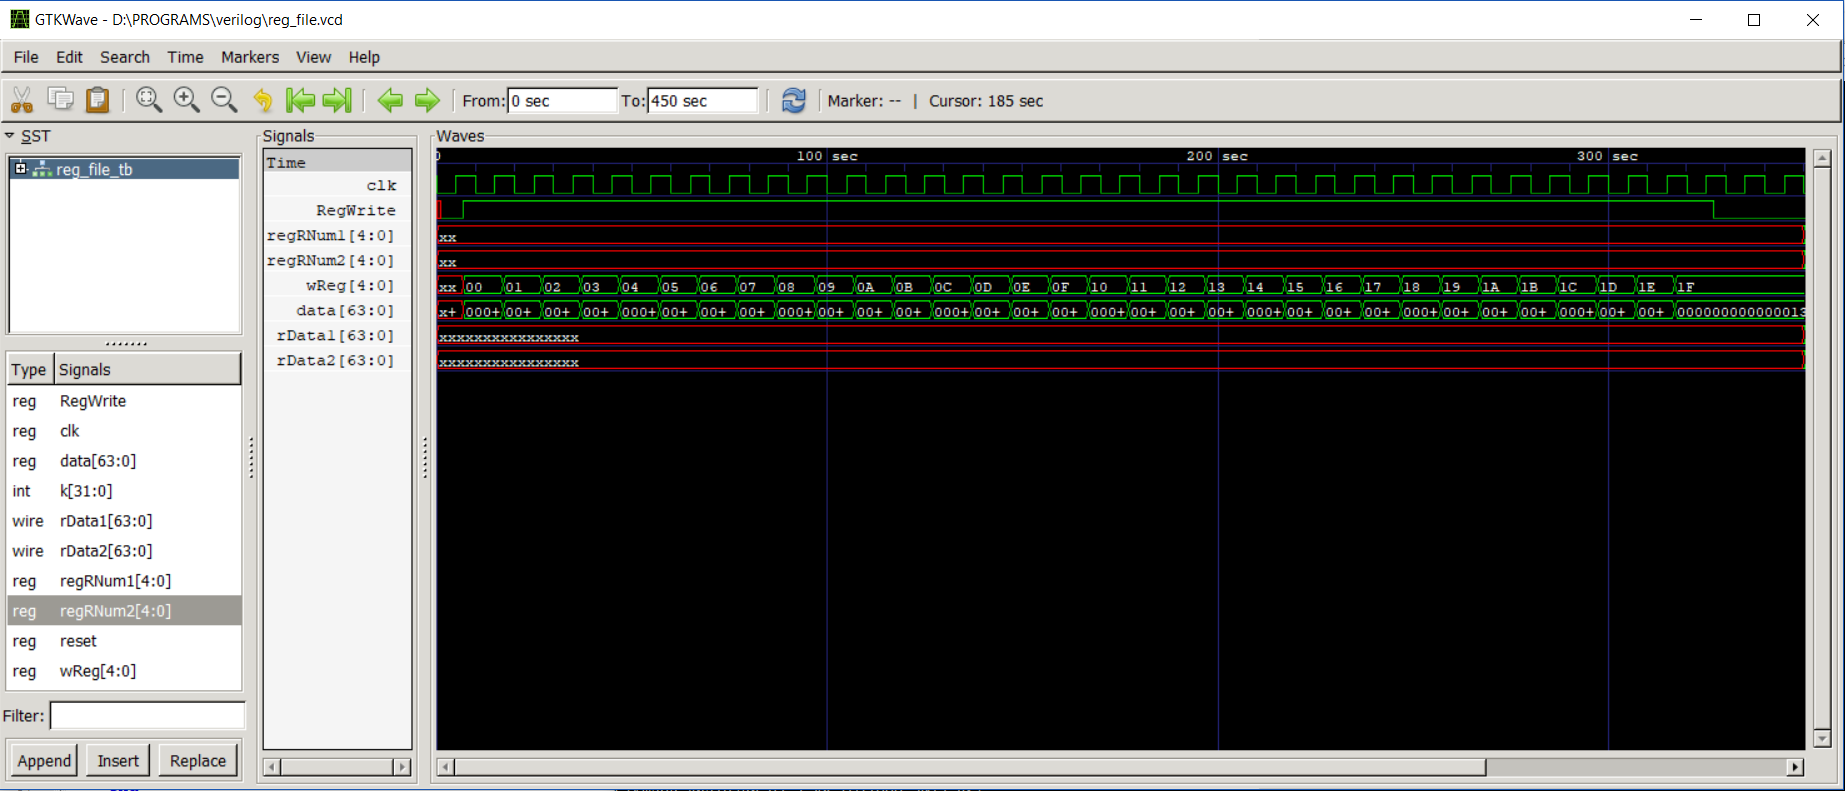 GTKWave - D:\PROGRAMS\verilog\reg_file.vcd
File Edit Search Time Markers View Help
From: 0 sec To: 450 sec Marker: -- | Cursor: 185 sec
SST
reg_file_tb
Type Signals
reg RegWrite
reg clk
reg data[63:0]
int k[31:0]
wire rData1[63:0]
wire rData2[63:0]
reg regRNum1[4:0]
reg regRNum2[4:0]
reg reset
reg wReg[4:0]
Filter:
Append Insert Replace
Signals
Time
clk
RegWrite
regRNum1[4:0]
regRNum2[4:0]
wReg[4:0]
data[63:0]
rData1[63:0]
rData2[63:0]
Waves
0 100 sec 200 sec 300 sec
xx
xx
xx 00 01 02 03 04 05 06 07 08 09 0A 0B 0C 0D 0E 0F 10 11 12 13 14 15 16 17 18 19 1A 1B 1C 1D 1E 1F
x+ 000+ 00+ 00+ 00+ 00+ 00+ 00+ 00+ 00+ 00+ 000+ 00+ 00+ 00+ 00+ 00+ 000+ 00+ 00+ 00+ 00+ 00+ 00+ 00+ 00+ 00+ 000+ 00+ 00+ 00+ 00+ 00000000000013
xxxxxxxxxxxxxxxx
xxxxxxxxxxxxxxxx